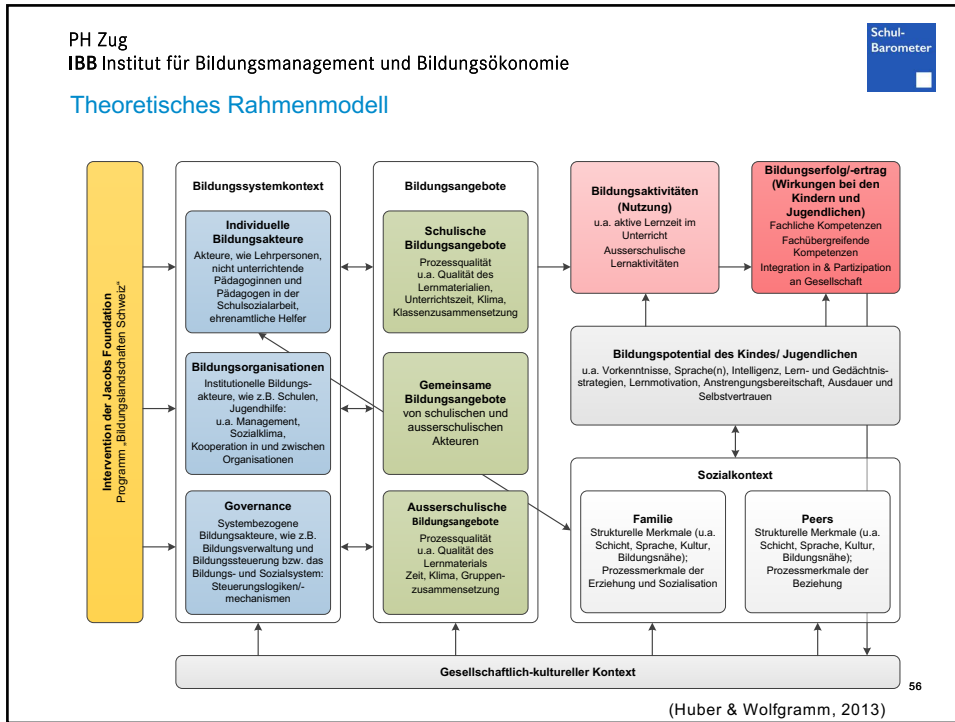 PH Zug
IBB Institut für Bildungsmanagement und Bildungsökonomie
Schul-
Barometer
Theoretisches Rahmenmodell
Intervention der Jacobs Foundation
Programm „Bildungslandschaften Schweiz“
Bildungssystemkontext
Individuelle
Bildungsakteure
Akteure, wie Lehrpersonen,
nicht unterrichtende
Pädagoginnen und
Pädagogen in der
Schulsozialarbeit,
ehrenamtliche Helfer
Bildungsorganisationen
Institutionelle Bildungs-
akteure, wie z.B. Schulen,
Jugendhilfe:
u.a. Management,
Sozialklima,
Kooperation in und zwischen
Organisationen
Governance
Systembezogene
Bildungsakteure, wie z.B.
Bildungsverwaltung und
Bildungssteuerung bzw. das
Bildungs- und Sozialsystem:
Steuerungslogiken/-
mechanismen
Bildungsangebote
Schulische
Bildungsangebote
Prozessqualität
u.a. Qualität des
Lernmaterialien,
Unterrichtszeit, Klima,
Klassenzusammensetzung
Gemeinsame
Bildungsangebote
von schulischen und
ausserschulischen
Akteuren
Ausserschulische
Bildungsangebote
Prozessqualität
u.a. Qualität des
Lernmaterials
Zeit, Klima, Gruppen-
zusammensetzung
Bildungsaktivitäten
(Nutzung)
u.a. aktive Lernzeit im
Unterricht
Ausserschulische
Lernaktivitäten
Bildungserfolg/-ertrag
(Wirkungen bei den
Kindern und
Jugendlichen)
Fachliche Kompetenzen
Fachübergreifende
Kompetenzen
Integration in & Partizipation
an Gesellschaft
Bildungspotential des Kindes/ Jugendlichen
u.a. Vorkenntnisse, Sprache(n), Intelligenz, Lern- und Gedächtnis-
strategien, Lernmotivation, Anstrengungsbereitschaft, Ausdauer und
Selbstvertrauen
Sozialkontext
Familie
Strukturelle Merkmale (u.a.
Schicht, Sprache, Kultur,
Bildungsnähe);
Prozessmerkmale der
Erziehung und Sozialisation
Peers
Strukturelle Merkmale (u.a.
Schicht, Sprache, Kultur,
Bildungsnähe);
Prozessmerkmale der
Beziehung
Gesellschaftlich-kultureller Kontext
56
(Huber & Wolfgramm, 2013)